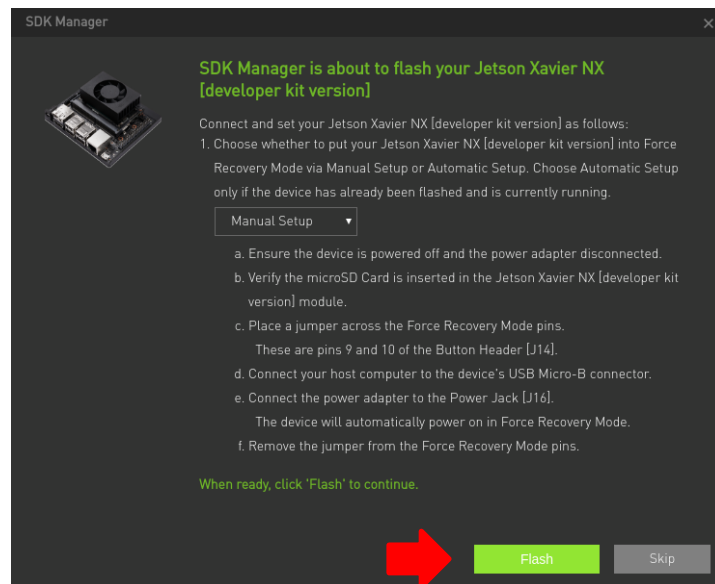 SDK Manager
×
SDK Manager is about to flash your Jetson Xavier NX
[developer kit version]
Connect and set your Jetson Xavier NX [developer kit version] as follows:
1. Choose whether to put your Jetson Xavier NX [developer kit version] into Force
Recovery Mode via Manual Setup or Automatic Setup. Choose Automatic Setup
only if the device has already been flashed and is currently running.
Manual Setup
a. Ensure the device is powered off and the power adapter disconnected.
b. Verify the microSD Card is inserted in the Jetson Xavier NX [developer kit
version] module.
c. Place a jumper across the Force Recovery Mode pins.
These are pins 9 and 10 of the Button Header [J14].
d. Connect your host computer to the device's USB Micro-B connector.
e. Connect the power adapter to the Power Jack [J16].
The device will automatically power on in Force Recovery Mode.
f. Remove the jumper from the Force Recovery Mode pins.
When ready, click 'Flash' to continue.
Flash
Skip